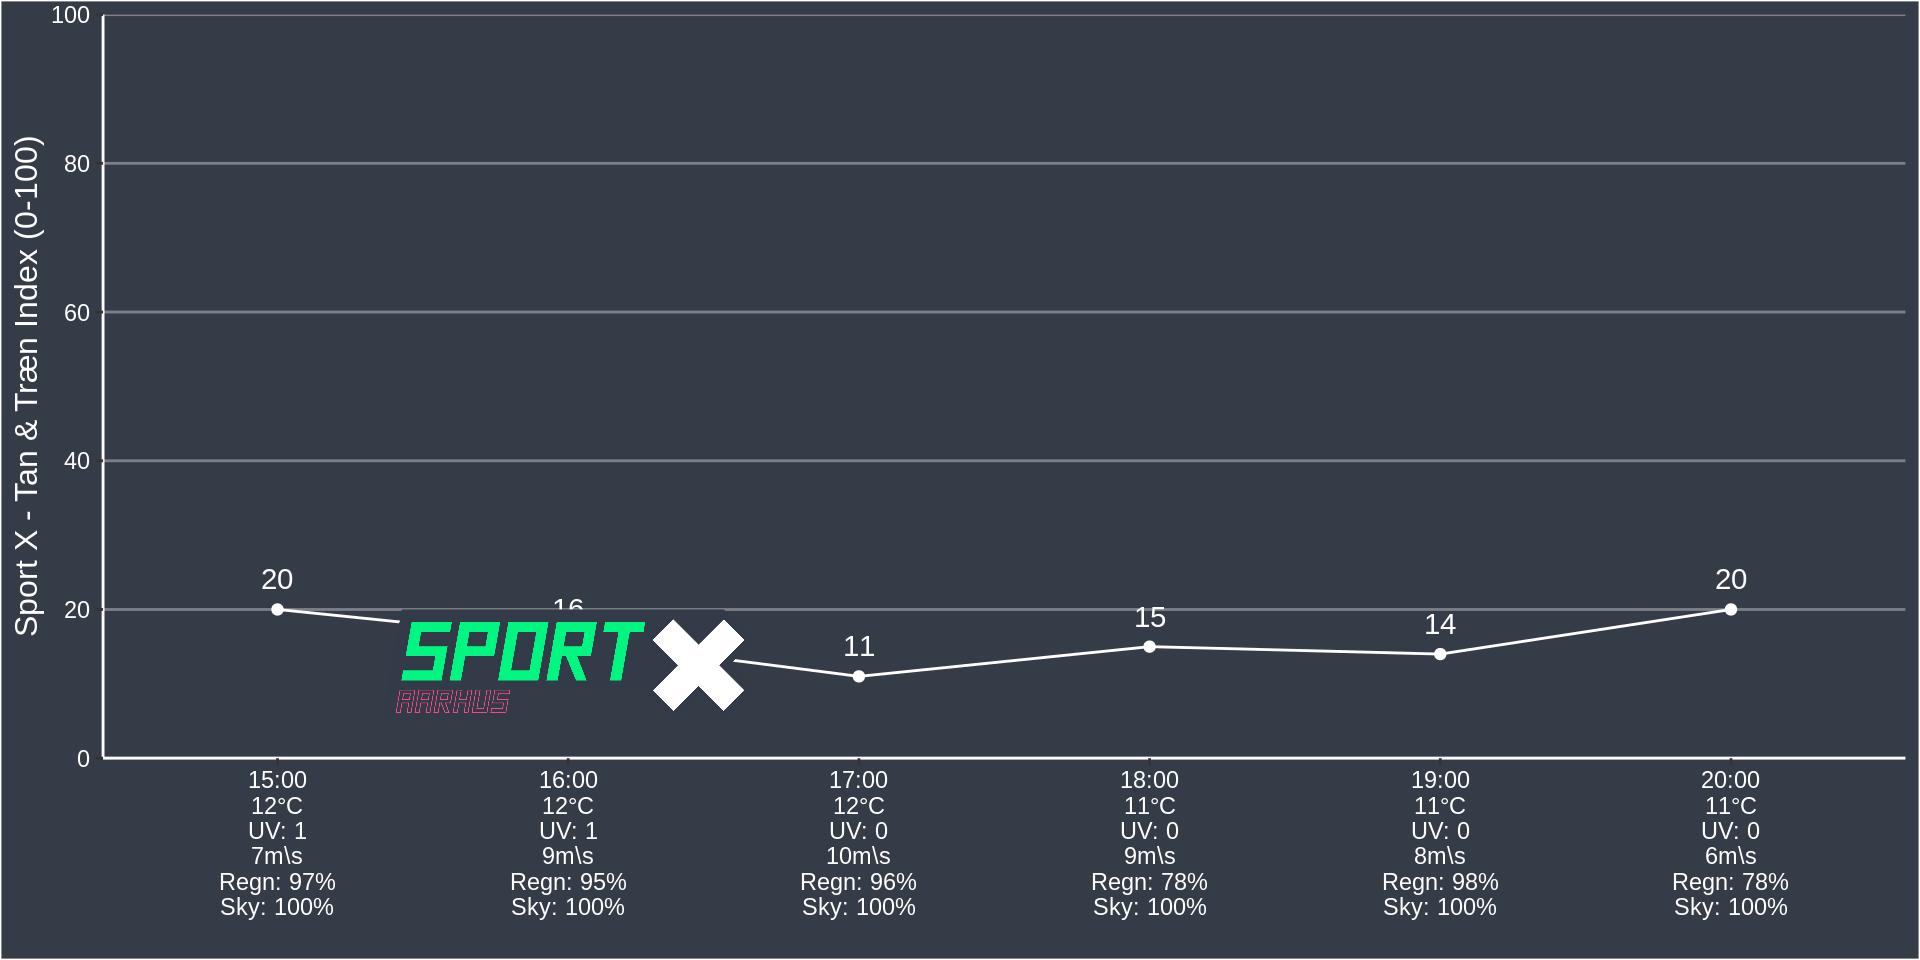 Sport X - Tan & Træn Index (0-100)
100
80
60
40
20
0
20
16
11
15
14
20
SPORT X
AARHUS
15:00 16:00 17:00 18:00 19:00 20:00
12°C 12°C 12°C 11°C 11°C 11°C
UV: 1 UV: 1 UV: 0 UV: 0 UV: 0 UV: 0
7m\s 9m\s 10m\s 9m\s 8m\s 6m\s
Regn: 97% Regn: 95% Regn: 96% Regn: 78% Regn: 98% Regn: 78%
Sky: 100% Sky: 100% Sky: 100% Sky: 100% Sky: 100% Sky: 100%